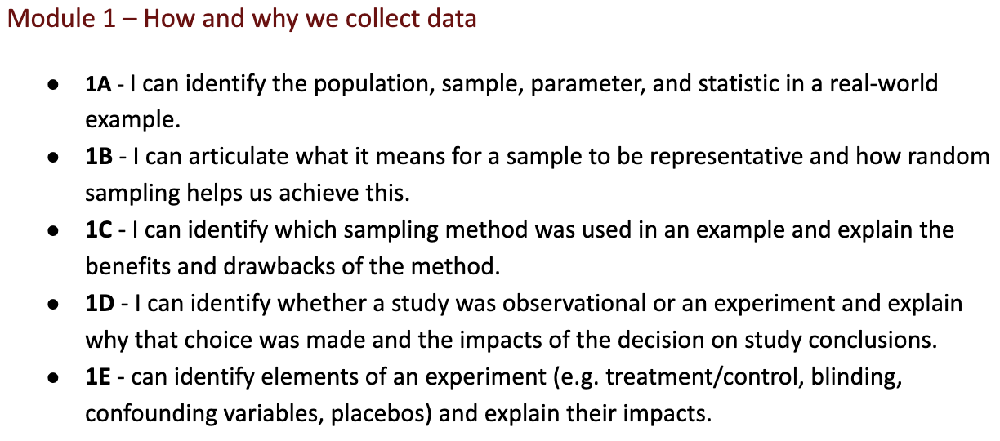 Module 1 – How and why we collect data
● 1A - I can identify the population, sample, parameter, and statistic in a real-world
example.
● 1B - I can articulate what it means for a sample to be representative and how random
sampling helps us achieve this.
● 1C - I can identify which sampling method was used in an example and explain the
benefits and drawbacks of the method.
● 1D - I can identify whether a study was observational or an experiment and explain
why that choice was made and the impacts of the decision on study conclusions.
● 1E - can identify elements of an experiment (e.g. treatment/control, blinding,
confounding variables, placebos) and explain their impacts.